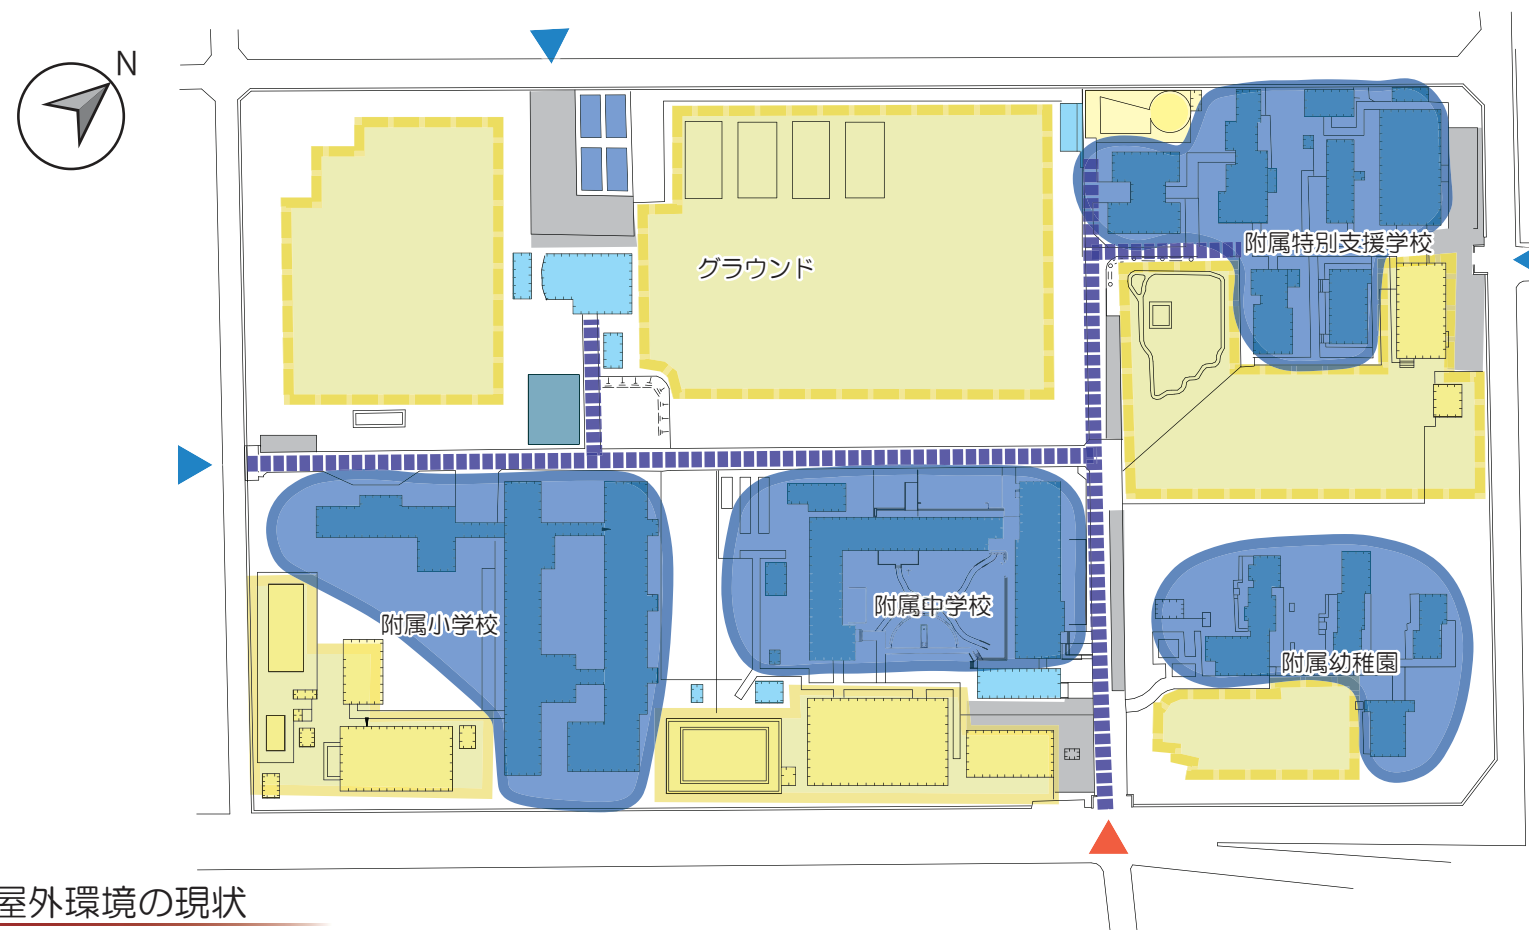 N
附属特別支援学校
グラウンド
附属中学校
附属小学校
附属幼稚園
屋外環境の現状